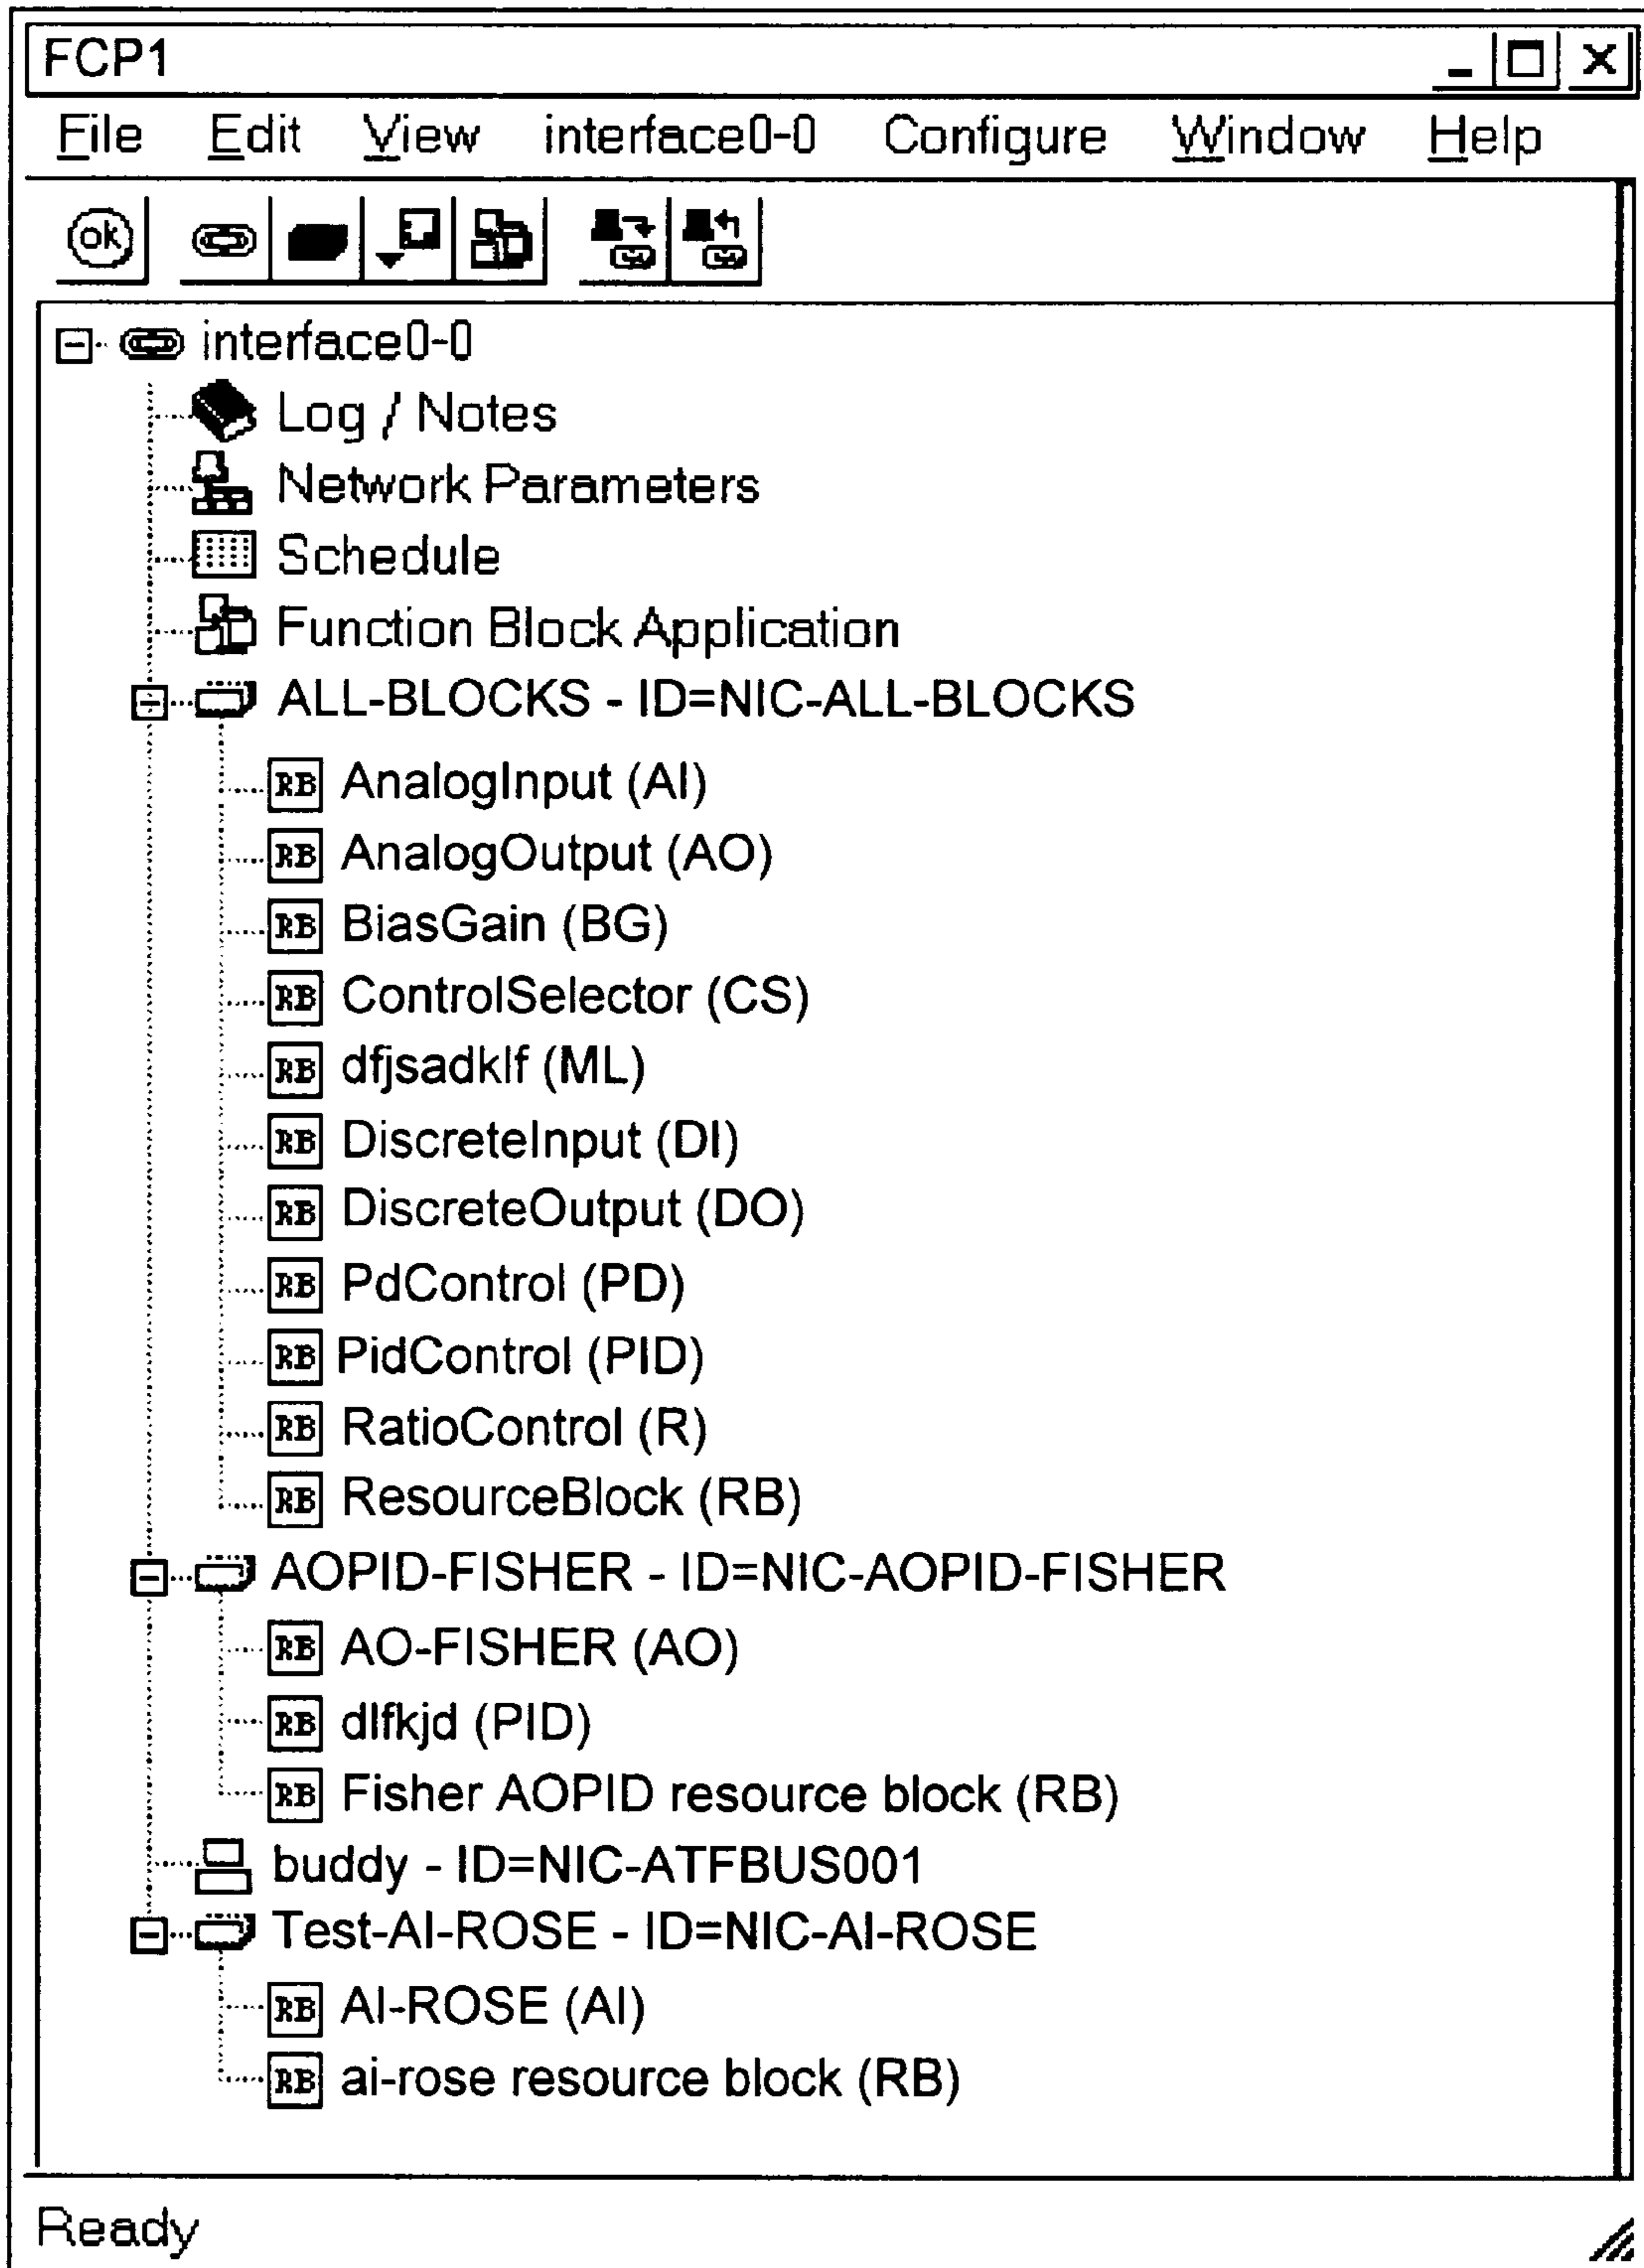 FCP1
File Edit View interface0-0 Configure Window Help
ok
interface0-0
Log / Notes
Network Parameters
Schedule
Function Block Application
ALL-BLOCKS - ID=NIC-ALL-BLOCKS
RB AnalogInput (AI)
RB AnalogOutput (AO)
RB BiasGain (BG)
RB ControlSelector (CS)
RB dfjsadklf (ML)
RB DiscreteInput (DI)
RB DiscreteOutput (DO)
RB PdControl (PD)
RB PidControl (PID)
RB RatioControl (R)
RB ResourceBlock (RB)
AOPID-FISHER - ID=NIC-AOPID-FISHER
RB AO-FISHER (AO)
RB dlfkjd (PID)
RB Fisher AOPID resource block (RB)
buddy - ID=NIC-ATFBUS001
Test-AI-ROSE - ID=NIC-AI-ROSE
RB AI-ROSE (AI)
RB ai-rose resource block (RB)
Ready